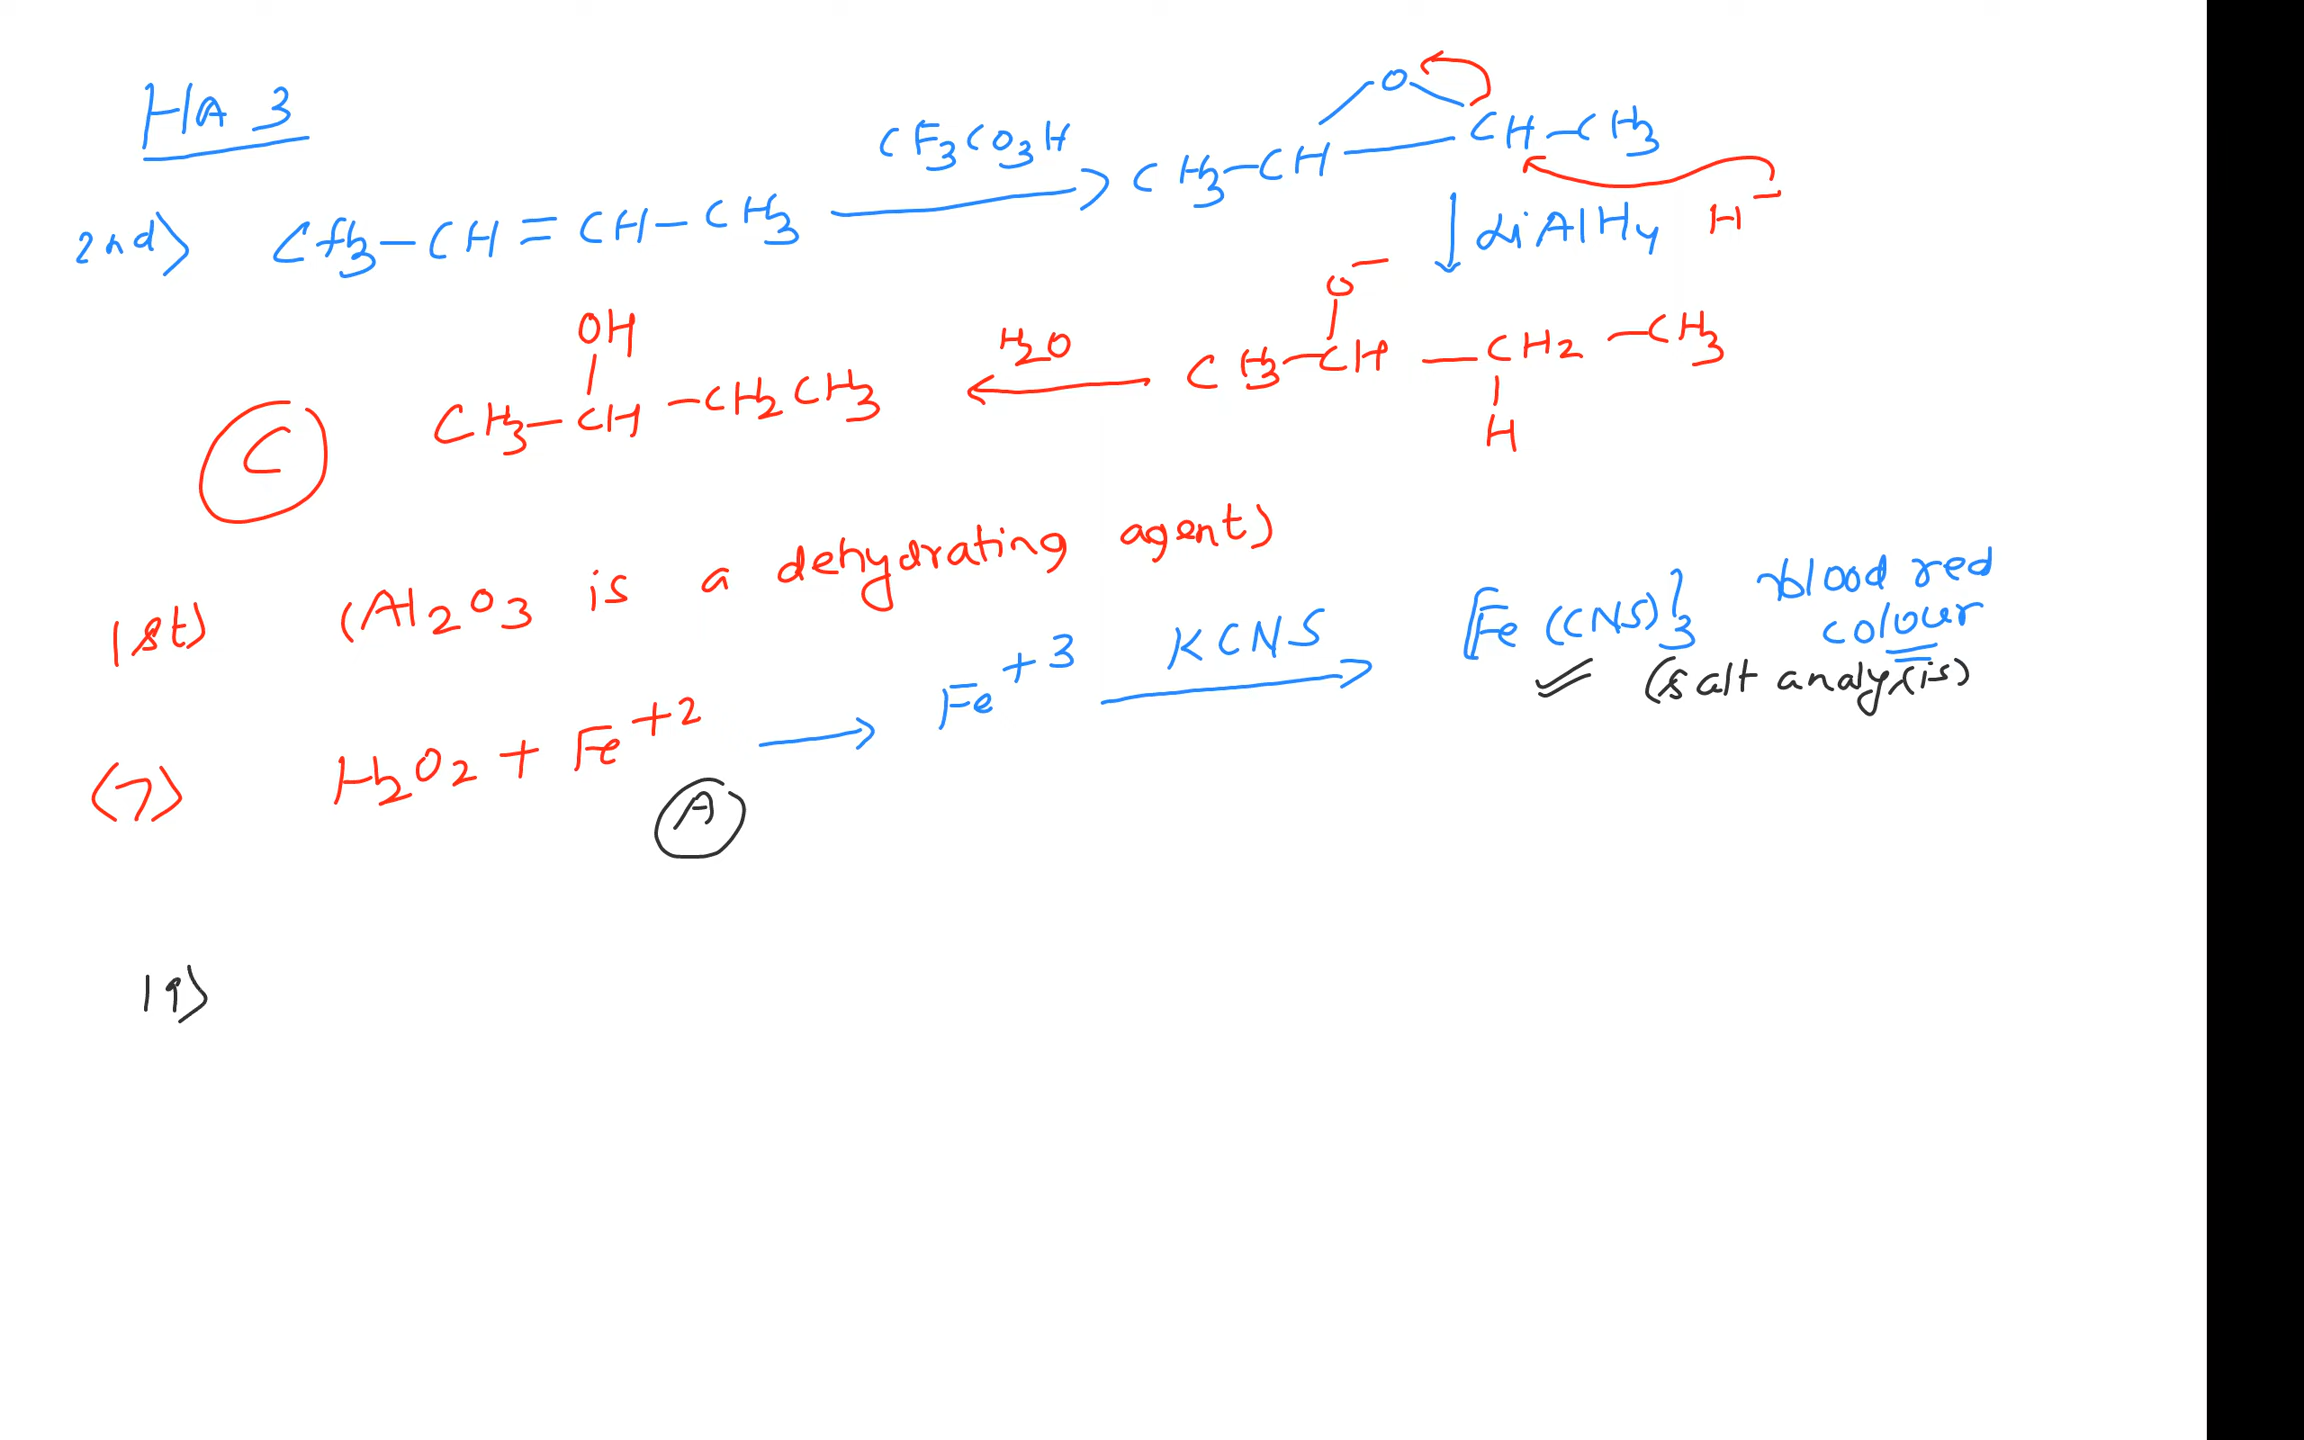 HA 3
2nd) CH3-CH=CH-CH3 CF3CO3H → CH3-CH-CH-CH3
O
↓ LiAlH4 H-
O-
CH3-CH-CH2-CH3
H
H2O ←
OH
CH3-CH-CH2CH3
C
1st) (Al2O3 is a dehydrating agent)
(7) H2O2 + Fe+2 → Fe+3 KCNS → [Fe(CNS)]3 blood red
colour
(salt analysis)
A
19)